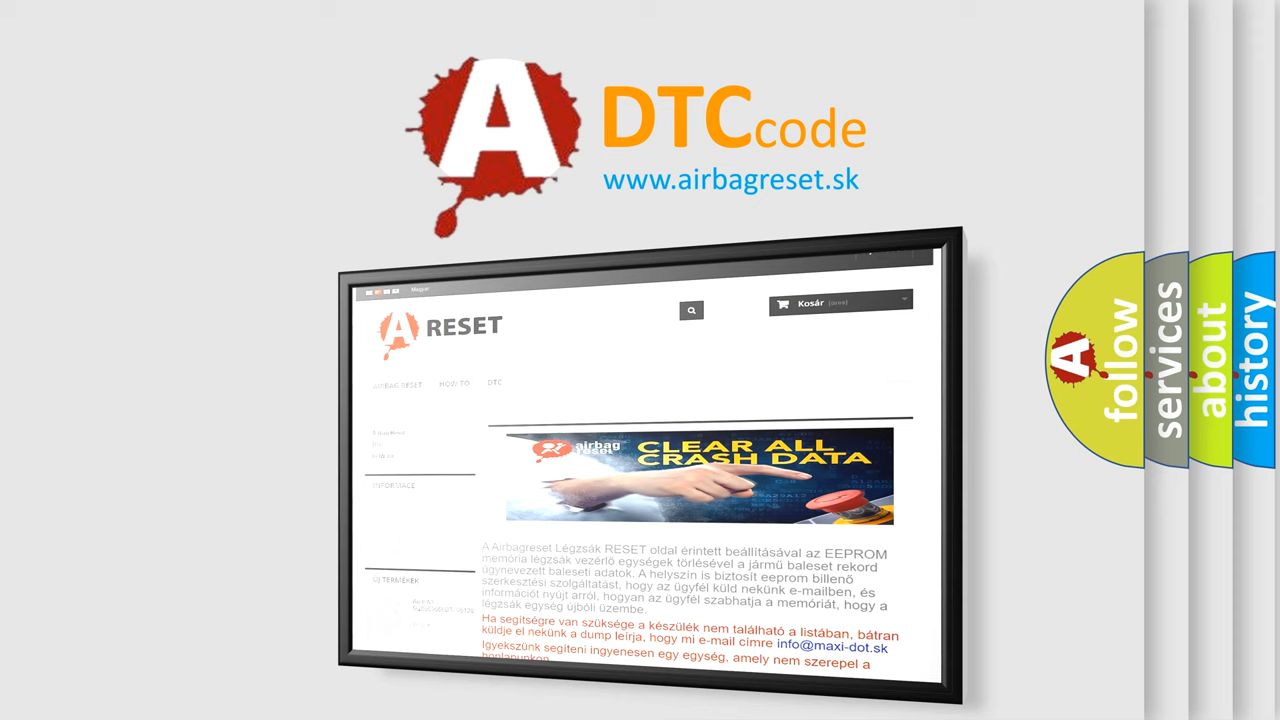 A DTCcode
www.airbagreset.sk
Magyar
A RESET
Kosár (üres)
AIRBAG RESET HOW TO DTC
INFORMACE
ÚJ TERMÉKEK
airbag
reset
CLEAR ALL
CRASH DATA
A Airbagreset Légzsák RESET oldal érintett beállításával az EEPROM
memória légzsák vezérlő egységek törlésével a jármű baleset rekord
úgynevezett baleseti adatok. A helyszín is biztosít eeprom billenő
szerkesztési szolgáltatást, hogy az ügyfél küld nekünk e-mailben, és
információt nyújt arról, hogyan az ügyfél szabhatja a memóriát, hogy a
légzsák egység újbóli üzembe.
Ha segítségre van szüksége a készülék nem található a listában, bátran
küldje el nekünk a dump leírja, hogy mi e-mail címre info@maxi-dot.sk
Igyekszünk segíteni ingyenesen egy egység, amely nem szerepel a
honlapunkon
A follow
services
about
history